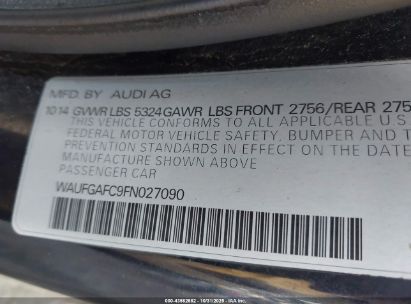 MFD. BY AUDI AG
10 14 GVWR LBS 5324 GAWR LBS FRONT 2756/REAR 275
THIS VEHICLE CONFORMS TO ALL APPLICABLE U.S
FEDERAL MOTOR VEHICLE SAFETY, BUMPER AND T
PREVENTION STANDARDS IN EFFECT ON THE DATE
MANUFACTURE SHOWN ABOVE
PASSENGER CAR
WAUFGAFC9FN027090